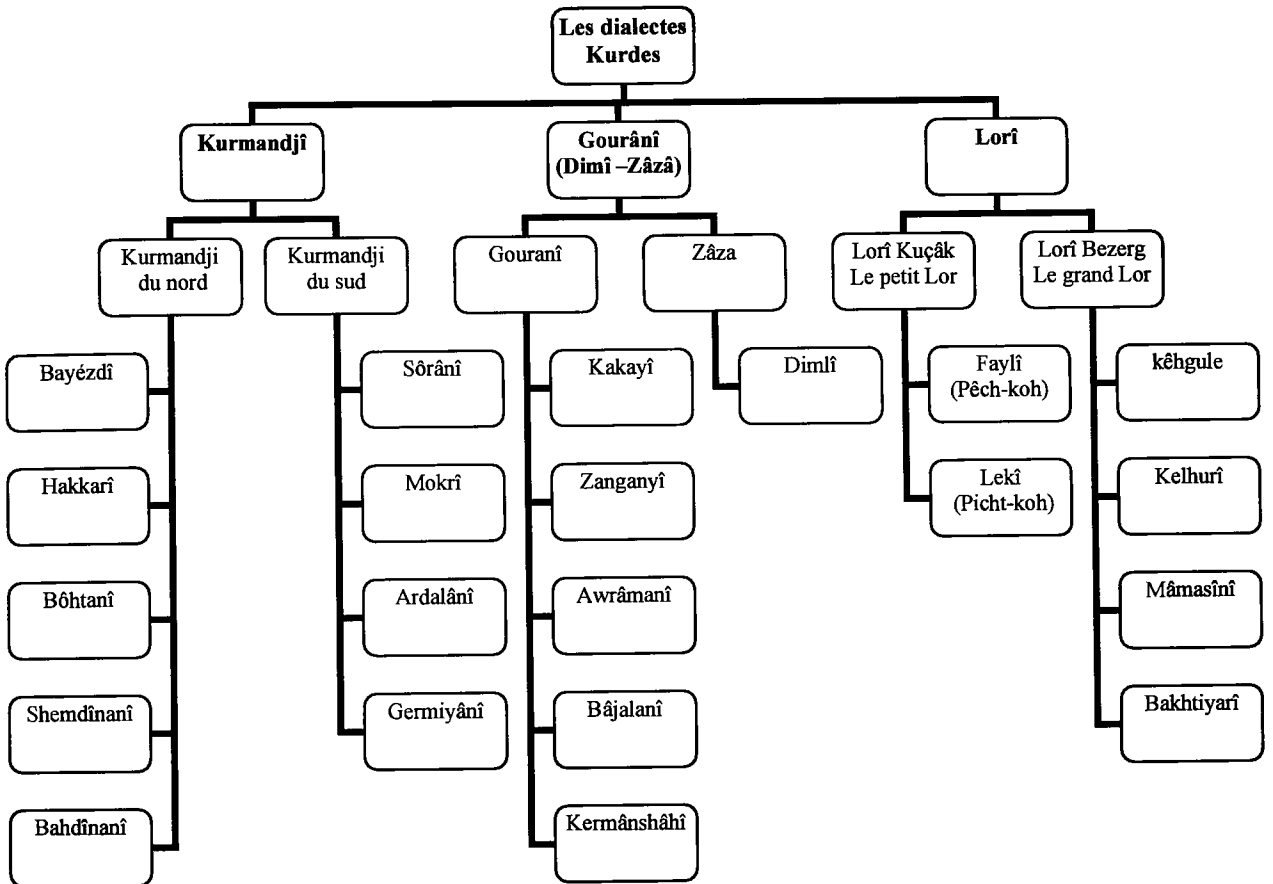 Les dialectes
Kurdes
Kurmandjî
Gourânî
(Dimî –Zâzâ)
Lorî
Kurmandji
du nord
Kurmandji
du sud
Gouranî
Zâza
Lorî Kuçâk
Le petit Lor
Lorî Bezerg
Le grand Lor
Bayézdî
Sôrânî
Kakayî
Dimlî
Faylî
(Pêch-koh)
kêhgule
Hakkarî
Mokrî
Zanganyî
Lekî
(Picht-koh)
Kelhurî
Bôhtanî
Ardalânî
Awrâmanî
Mâmasînî
Shemdînanî
Germiyânî
Bâjalanî
Bakhtiyarî
Bahdînanî
Kermânshâhî